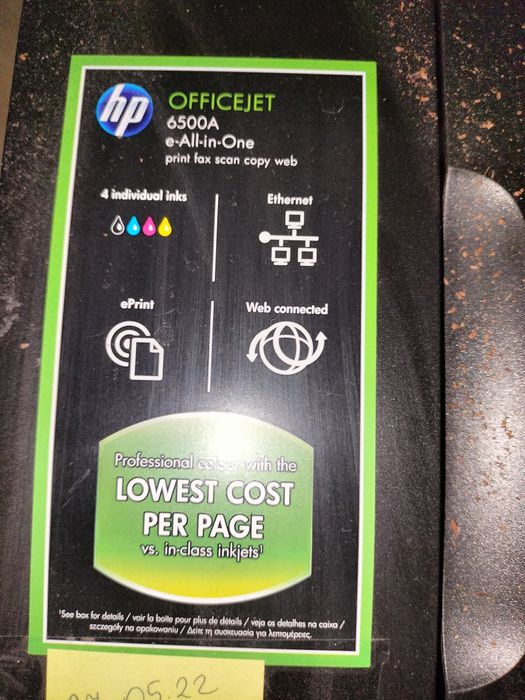 hp OFFICEJET
6500A
e-All-in-One
print fax scan copy web
4 individual inks
Ethernet
ePrint
Web connected
Professional colour with the
LOWEST COST
PER PAGE
vs. in-class inkjets¹
¹See box for details / voir la boîte pour plus de détails / veja os detalhes na caixa /
szczegóły na opakowaniu / Δείτε τη συσκευασία για λεπτομέρειες.
05.22